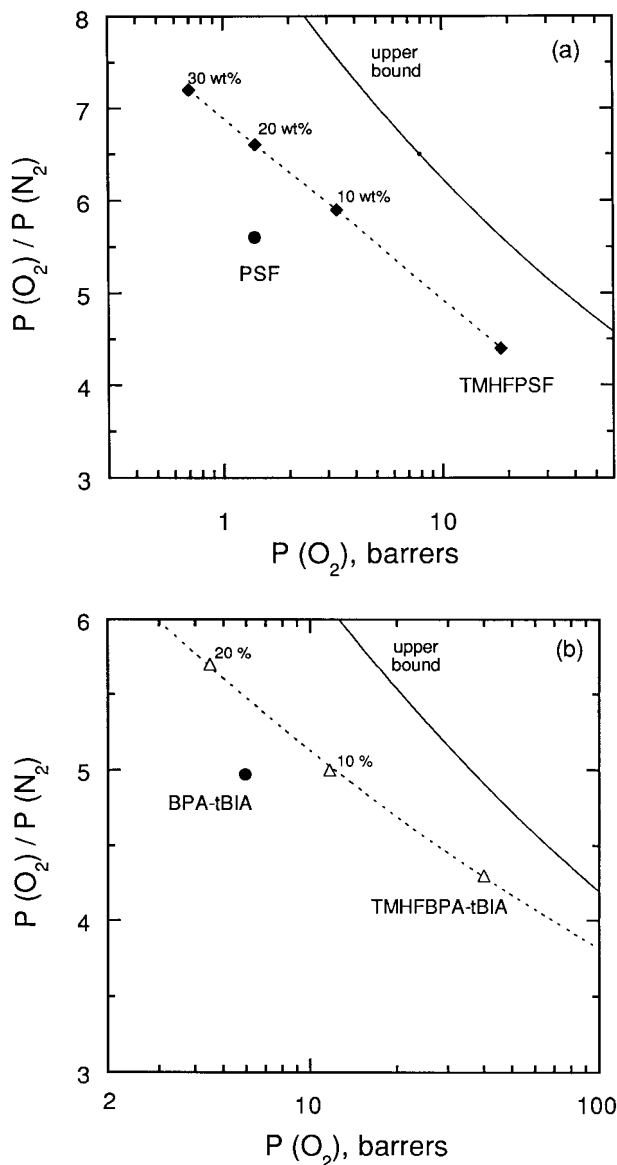 8
7
6
5
4
3
P (O₂) / P (N₂)
(a)
upper
bound
30 wt%
20 wt%
10 wt%
PSF
TMHFPSF
1
10
P (O₂), barrers
6
5
4
3
P (O₂) / P (N₂)
(b)
upper
bound
20 %
10 %
BPA-tBIA
TMHFBPA-tBIA
2
10
100
P (O₂), barrers